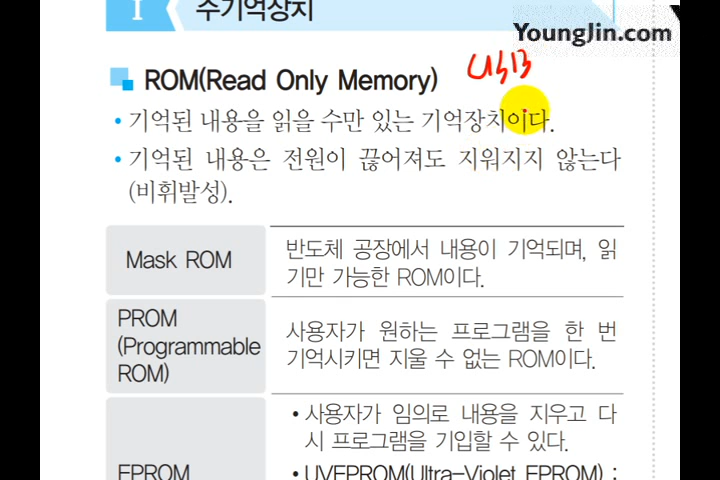 I 주기억장치
YoungJin.com
ROM(Read Only Memory) USB
• 기억된 내용을 읽을 수만 있는 기억장치이다.
• 기억된 내용은 전원이 끊어져도 지워지지 않는다
(비휘발성).
Mask ROM
반도체 공장에서 내용이 기억되며, 읽
기만 가능한 ROM이다.
PROM
(Programmable
ROM)
사용자가 원하는 프로그램을 한 번
기억시키면 지울 수 없는 ROM이다.
EPROM
• 사용자가 임의로 내용을 지우고 다
시 프로그램을 기입할 수 있다.
• UVEPROM(Ultra-Violet EPROM) :